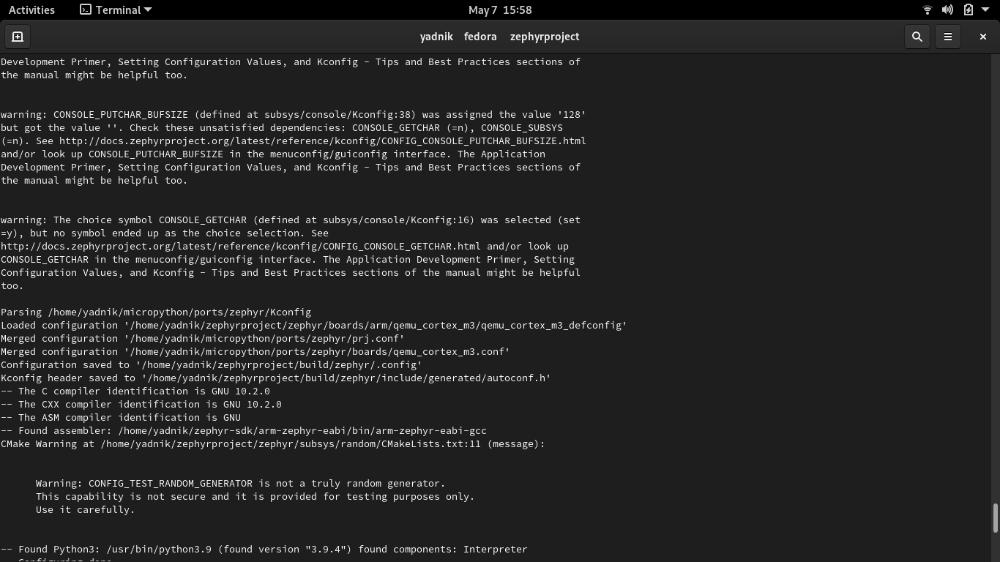 Activities Terminal May 7 15:58
yadnik fedora zephyrproject
Development Primer, Setting Configuration Values, and Kconfig - Tips and Best Practices sections of
the manual might be helpful too.
warning: CONSOLE_PUTCHAR_BUFSIZE (defined at subsys/console/Kconfig:38) was assigned the value '128'
but got the value ''. Check these unsatisfied dependencies: CONSOLE_GETCHAR (=n), CONSOLE_SUBSYS
(=n). See http://docs.zephyrproject.org/latest/reference/kconfig/CONFIG_CONSOLE_PUTCHAR_BUFSIZE.html
and/or look up CONSOLE_PUTCHAR_BUFSIZE in the menuconfig/guiconfig interface. The Application
Development Primer, Setting Configuration Values, and Kconfig - Tips and Best Practices sections of
the manual might be helpful too.
warning: The choice symbol CONSOLE_GETCHAR (defined at subsys/console/Kconfig:16) was selected (set
=y), but no symbol ended up as the choice selection. See
http://docs.zephyrproject.org/latest/reference/kconfig/CONFIG_CONSOLE_GETCHAR.html and/or look up
CONSOLE_GETCHAR in the menuconfig/guiconfig interface. The Application Development Primer, Setting
Configuration Values, and Kconfig - Tips and Best Practices sections of the manual might be helpful
too.
Parsing /home/yadnik/micropython/ports/zephyr/Kconfig
Loaded configuration '/home/yadnik/zephyrproject/zephyr/boards/arm/qemu_cortex_m3/qemu_cortex_m3_defconfig'
Merged configuration '/home/yadnik/micropython/ports/zephyr/prj.conf'
Merged configuration '/home/yadnik/micropython/ports/zephyr/boards/qemu_cortex_m3.conf'
Configuration saved to '/home/yadnik/zephyrproject/build/zephyr/.config'
Kconfig header saved to '/home/yadnik/zephyrproject/build/zephyr/include/generated/autoconf.h'
-- The C compiler identification is GNU 10.2.0
-- The CXX compiler identification is GNU 10.2.0
-- The ASM compiler identification is GNU
-- Found assembler: /home/yadnik/zephyr-sdk/arm-zephyr-eabi/bin/arm-zephyr-eabi-gcc
CMake Warning at /home/yadnik/zephyrproject/zephyr/subsys/random/CMakeLists.txt:11 (message):
Warning: CONFIG_TEST_RANDOM_GENERATOR is not a truly random generator.
This capability is not secure and it is provided for testing purposes only.
Use it carefully.
-- Found Python3: /usr/bin/python3.9 (found version "3.9.4") found components: Interpreter